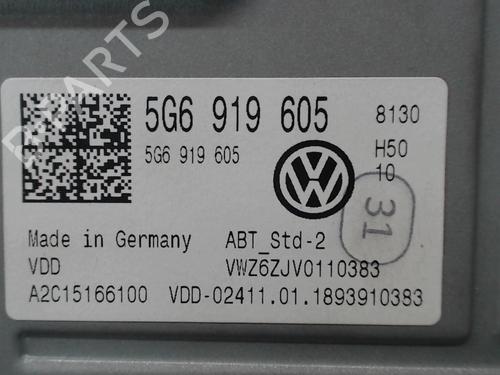 5G6 919 605 8130
5G6 919 605 H50
10
31
Made in Germany ABT_Std-2
VDD VWZ6ZJV0110383
A2C15166100 VDD-02411.01.1893910383